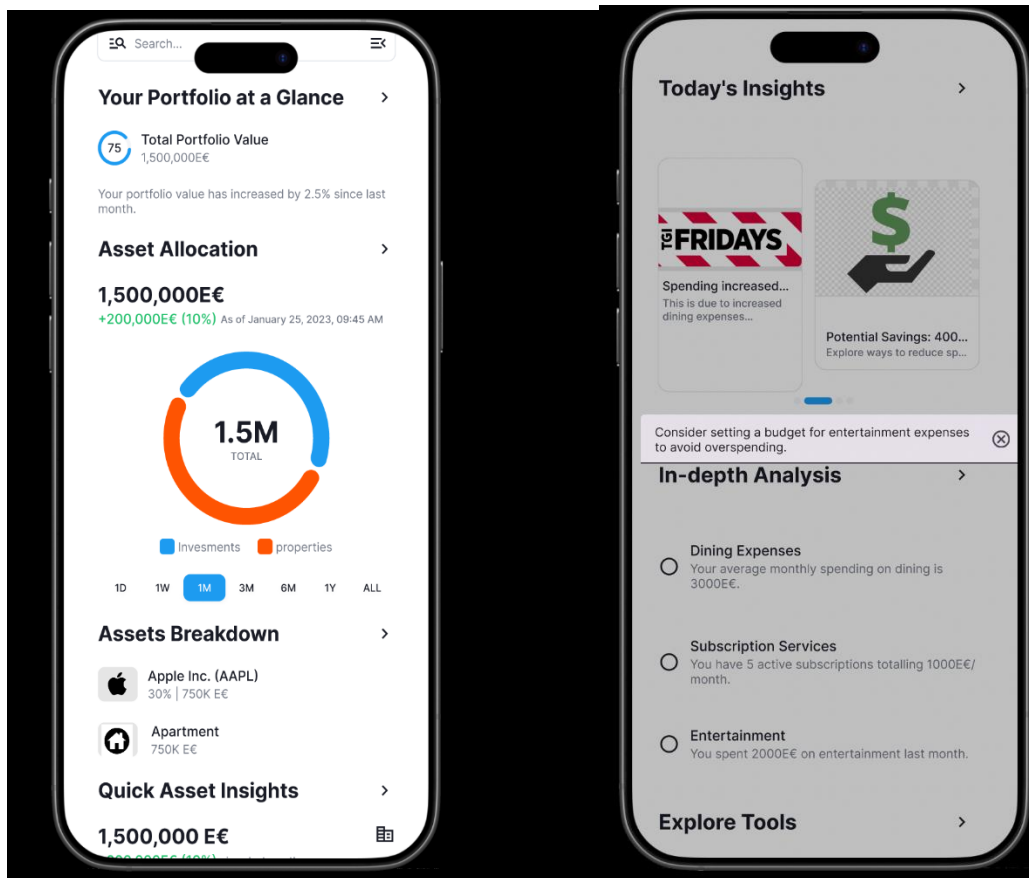 Search...
Your Portfolio at a Glance
75
Total Portfolio Value
1,500,000E€
Your portfolio value has increased by 2.5% since last
month.
Asset Allocation
1,500,000E€
+200,000E€ (10%) As of January 25, 2023, 09:45 AM
1.5M
TOTAL
Invesments properties
1D 1W 1M 3M 6M 1Y ALL
Assets Breakdown
Apple Inc. (AAPL)
30% | 750K E€
Apartment
750K E€
Quick Asset Insights
1,500,000 E€
Today's Insights
TGI FRIDAYS
Spending increased...
This is due to increased
dining expenses...
$
Potential Savings: 400...
Explore ways to reduce sp...
Consider setting a budget for entertainment expenses
to avoid overspending.
In-depth Analysis
Dining Expenses
Your average monthly spending on dining is
3000E€.
Subscription Services
You have 5 active subscriptions totalling 1000E€/
month.
Entertainment
You spent 2000E€ on entertainment last month.
Explore Tools